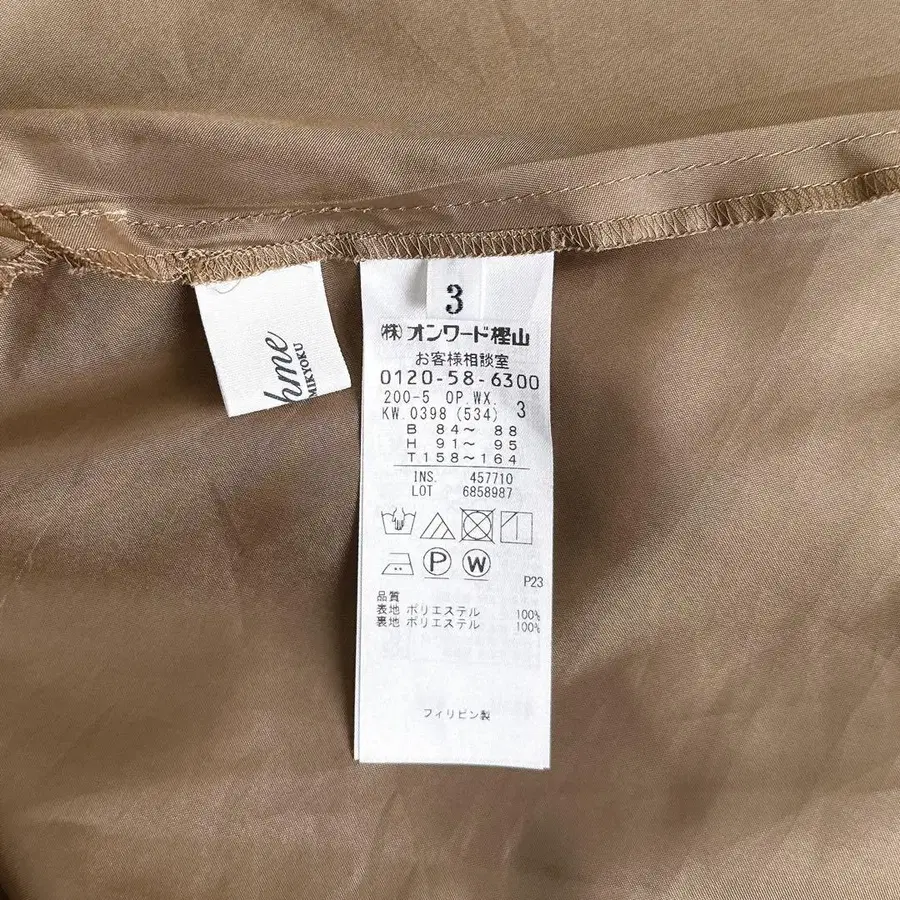 hme
MIKYOKU
3
㈱オンワード樫山
お客様相談室
0120-58-6300
200-5 OP.WX. 3
KW.0398 (534)
B 84～ 88
H 91～ 95
T158～164
INS. 457710
LOT 6858987
P W
P23
品質
表地 ポリエステル 100%
裏地 ポリエステル 100%
フィリピン製